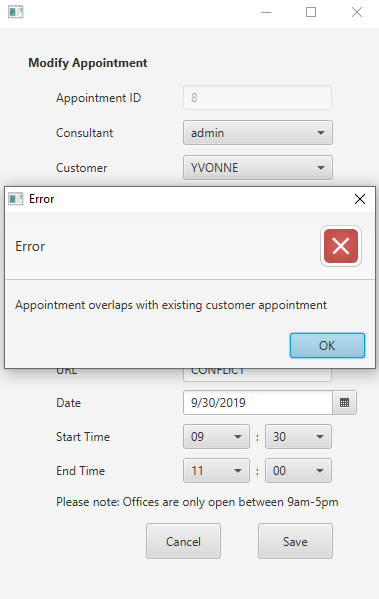 Modify Appointment
Appointment ID 8
Consultant admin
Customer YVONNE
Error
Error
Appointment overlaps with existing customer appointment
OK
URL CONFLICT
Date 9/30/2019
Start Time 09 : 30
End Time 11 : 00
Please note: Offices are only open between 9am-5pm
Cancel Save